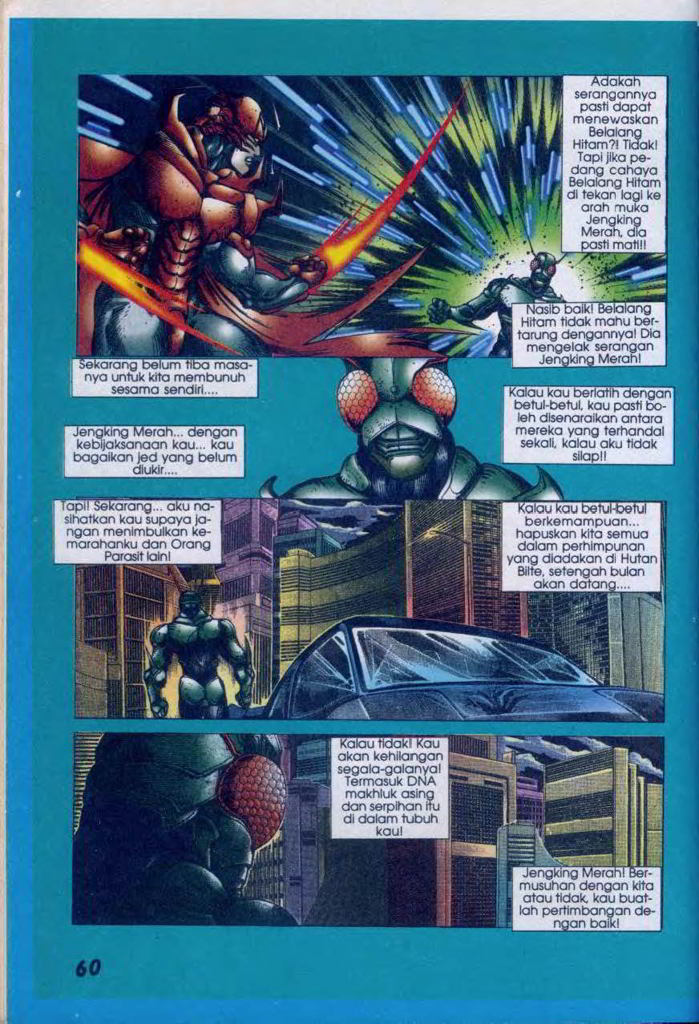 Adakah
serangannya
pasti dapat
menewaskan
Belalang
Hitam?! Tidak!
Tapi jika pe-
dang cahaya
Belalang Hitam
di tekan lagi ke
arah muka
Jengking
Merah, dia
pasti mati!!
Nasib baik! Belalang
Hitam tidak mahu ber-
tarung dengannya! Dia
mengelak serangan
Jengking Merah!
Sekarang belum tiba masa-
nya untuk kita membunuh
sesama sendiri....
Kalau kau berlatih dengan
betul-betul, kau pasti bo-
leh disenaraikan antara
mereka yang terhandal
sekali, kalau aku tidak
silap!!
Jengking Merah... dengan
kebijaksanaan kau... kau
bagaikan jed yang belum
diukir....
Tapi! Sekarang... aku na-
sihatkan kau supaya ja-
ngan menimbulkan ke-
marahanku dan Orang
Parasit lain!
Kalau kau betul-betul
berkemampuan...
hapuskan kita semua
dalam perhimpunan
yang diadakan di Hutan
Bilte, setengah bulan
akan datang....
Kalau tidak! Kau
akan kehilangan
segala-galanya!
Termasuk DNA
makhluk asing
dan serpihan itu
di dalam tubuh
kau!
Jengking Merah! Ber-
musuhan dengan kita
atau tidak, kau buat-
lah pertimbangan de-
ngan baik!
60